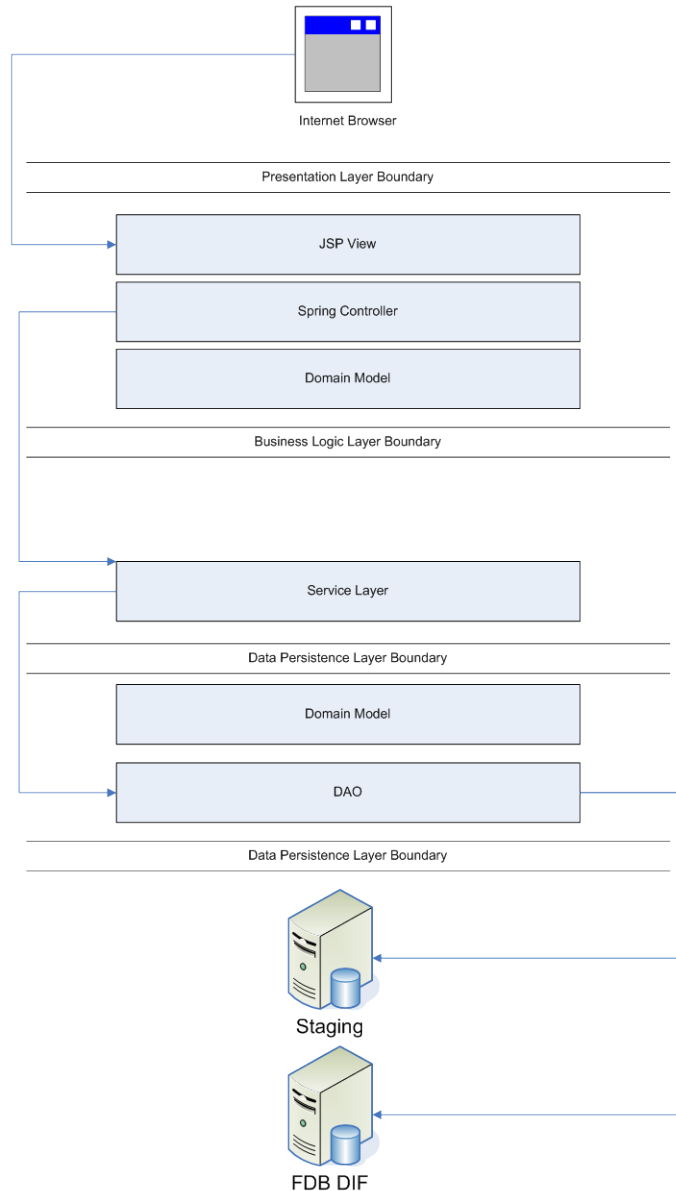 Internet Browser
Presentation Layer Boundary
JSP View
Spring Controller
Domain Model
Business Logic Layer Boundary
Service Layer
Data Persistence Layer Boundary
Domain Model
DAO
Data Persistence Layer Boundary
Staging
FDB DIF